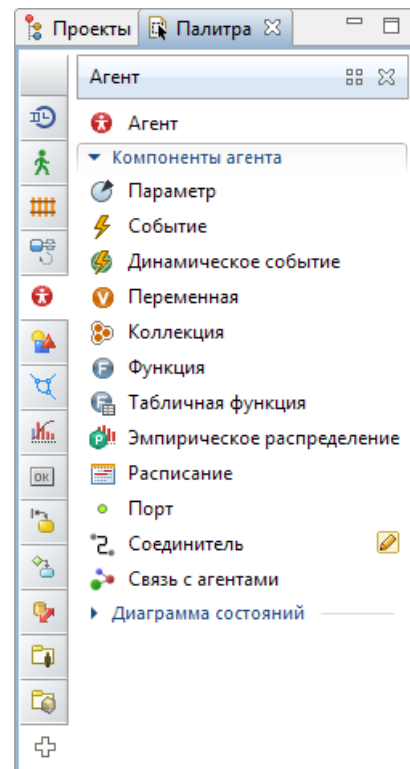 Проекты Палитра
Агент
Агент
Компоненты агента
Параметр
Событие
Динамическое событие
Переменная
Коллекция
Функция
Табличная функция
Эмпирическое распределение
Расписание
Порт
Соединитель
Связь с агентами
Диаграмма состояний
OK